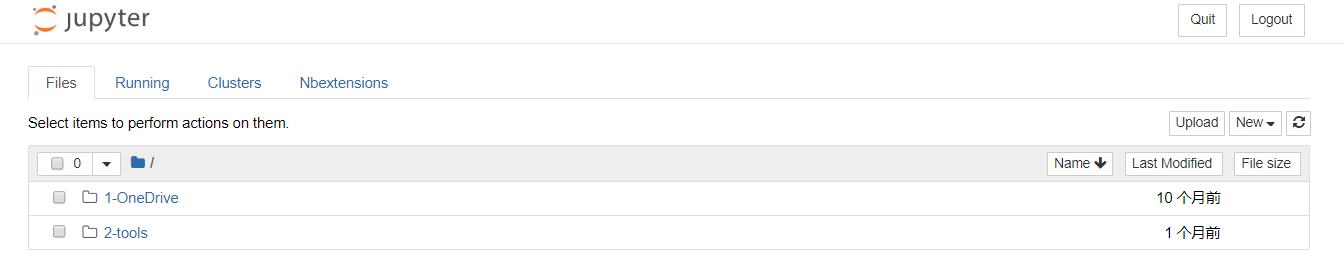 jupyter Quit Logout
Files Running Clusters Nbextensions
Select items to perform actions on them. Upload New
0 / Name Last Modified File size
1-OneDrive 10 个月前
2-tools 1 个月前